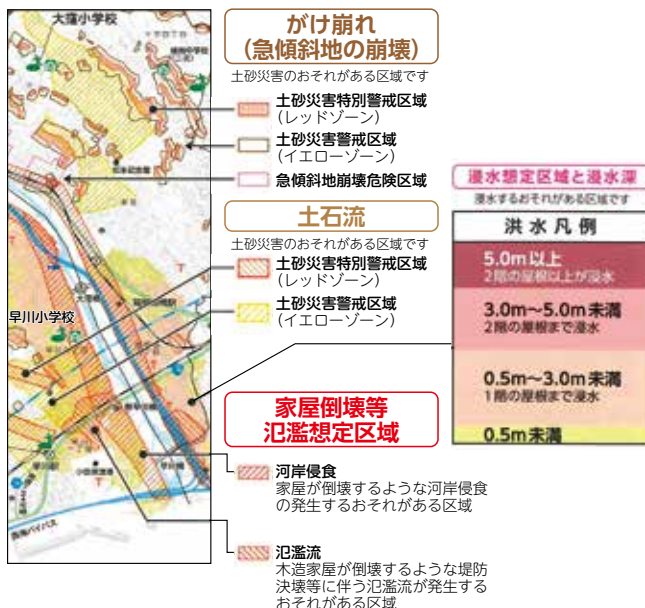 大窪小学校
早川小学校
がけ崩れ
(急傾斜地の崩壊)
土砂災害のおそれがある区域です
土砂災害特別警戒区域
(レッドゾーン)
土砂災害警戒区域
(イエローゾーン)
急傾斜地崩壊危険区域
土石流
土砂災害のおそれがある区域です
土砂災害特別警戒区域
(レッドゾーン)
土砂災害警戒区域
(イエローゾーン)
家屋倒壊等
氾濫想定区域
河岸侵食
家屋が倒壊するような河岸侵食
の発生するおそれがある区域
氾濫流
木造家屋が倒壊するような堤防
決壊等に伴う氾濫流が発生する
おそれがある区域
浸水想定区域と浸水深
浸水するおそれがある区域です
洪水凡例
5.0m以上
2階の屋根以上が浸水
3.0m〜5.0m未満
2階の屋根まで浸水
0.5m〜3.0m未満
1階の屋根まで浸水
0.5m未満